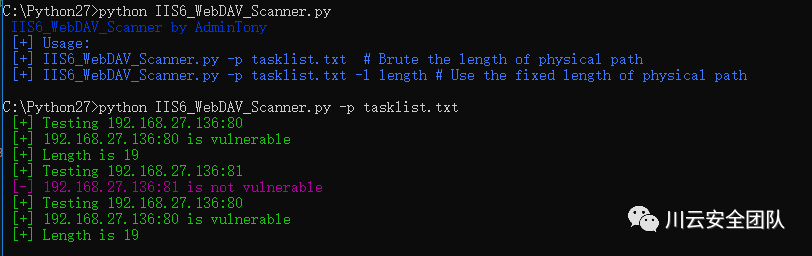 C:\Python27>python IIS6_WebDAV_Scanner.py
IIS6_WebDAV_Scanner by AdminTony
[+] Usage:
[+] IIS6_WebDAV_Scanner.py -p tasklist.txt  # Brute the length of physical path
[+] IIS6_WebDAV_Scanner.py -p tasklist.txt -l length # Use the fixed length of physical path
C:\Python27>python IIS6_WebDAV_Scanner.py -p tasklist.txt
[+] Testing 192.168.27.136:80
[+] 192.168.27.136:80 is vulnerable
[+] Length is 19
[+] Testing 192.168.27.136:81
[-] 192.168.27.136:81 is not vulnerable
[+] Testing 192.168.27.136:80
[+] 192.168.27.136:80 is vulnerable
[+] Length is 19
川云安全团队